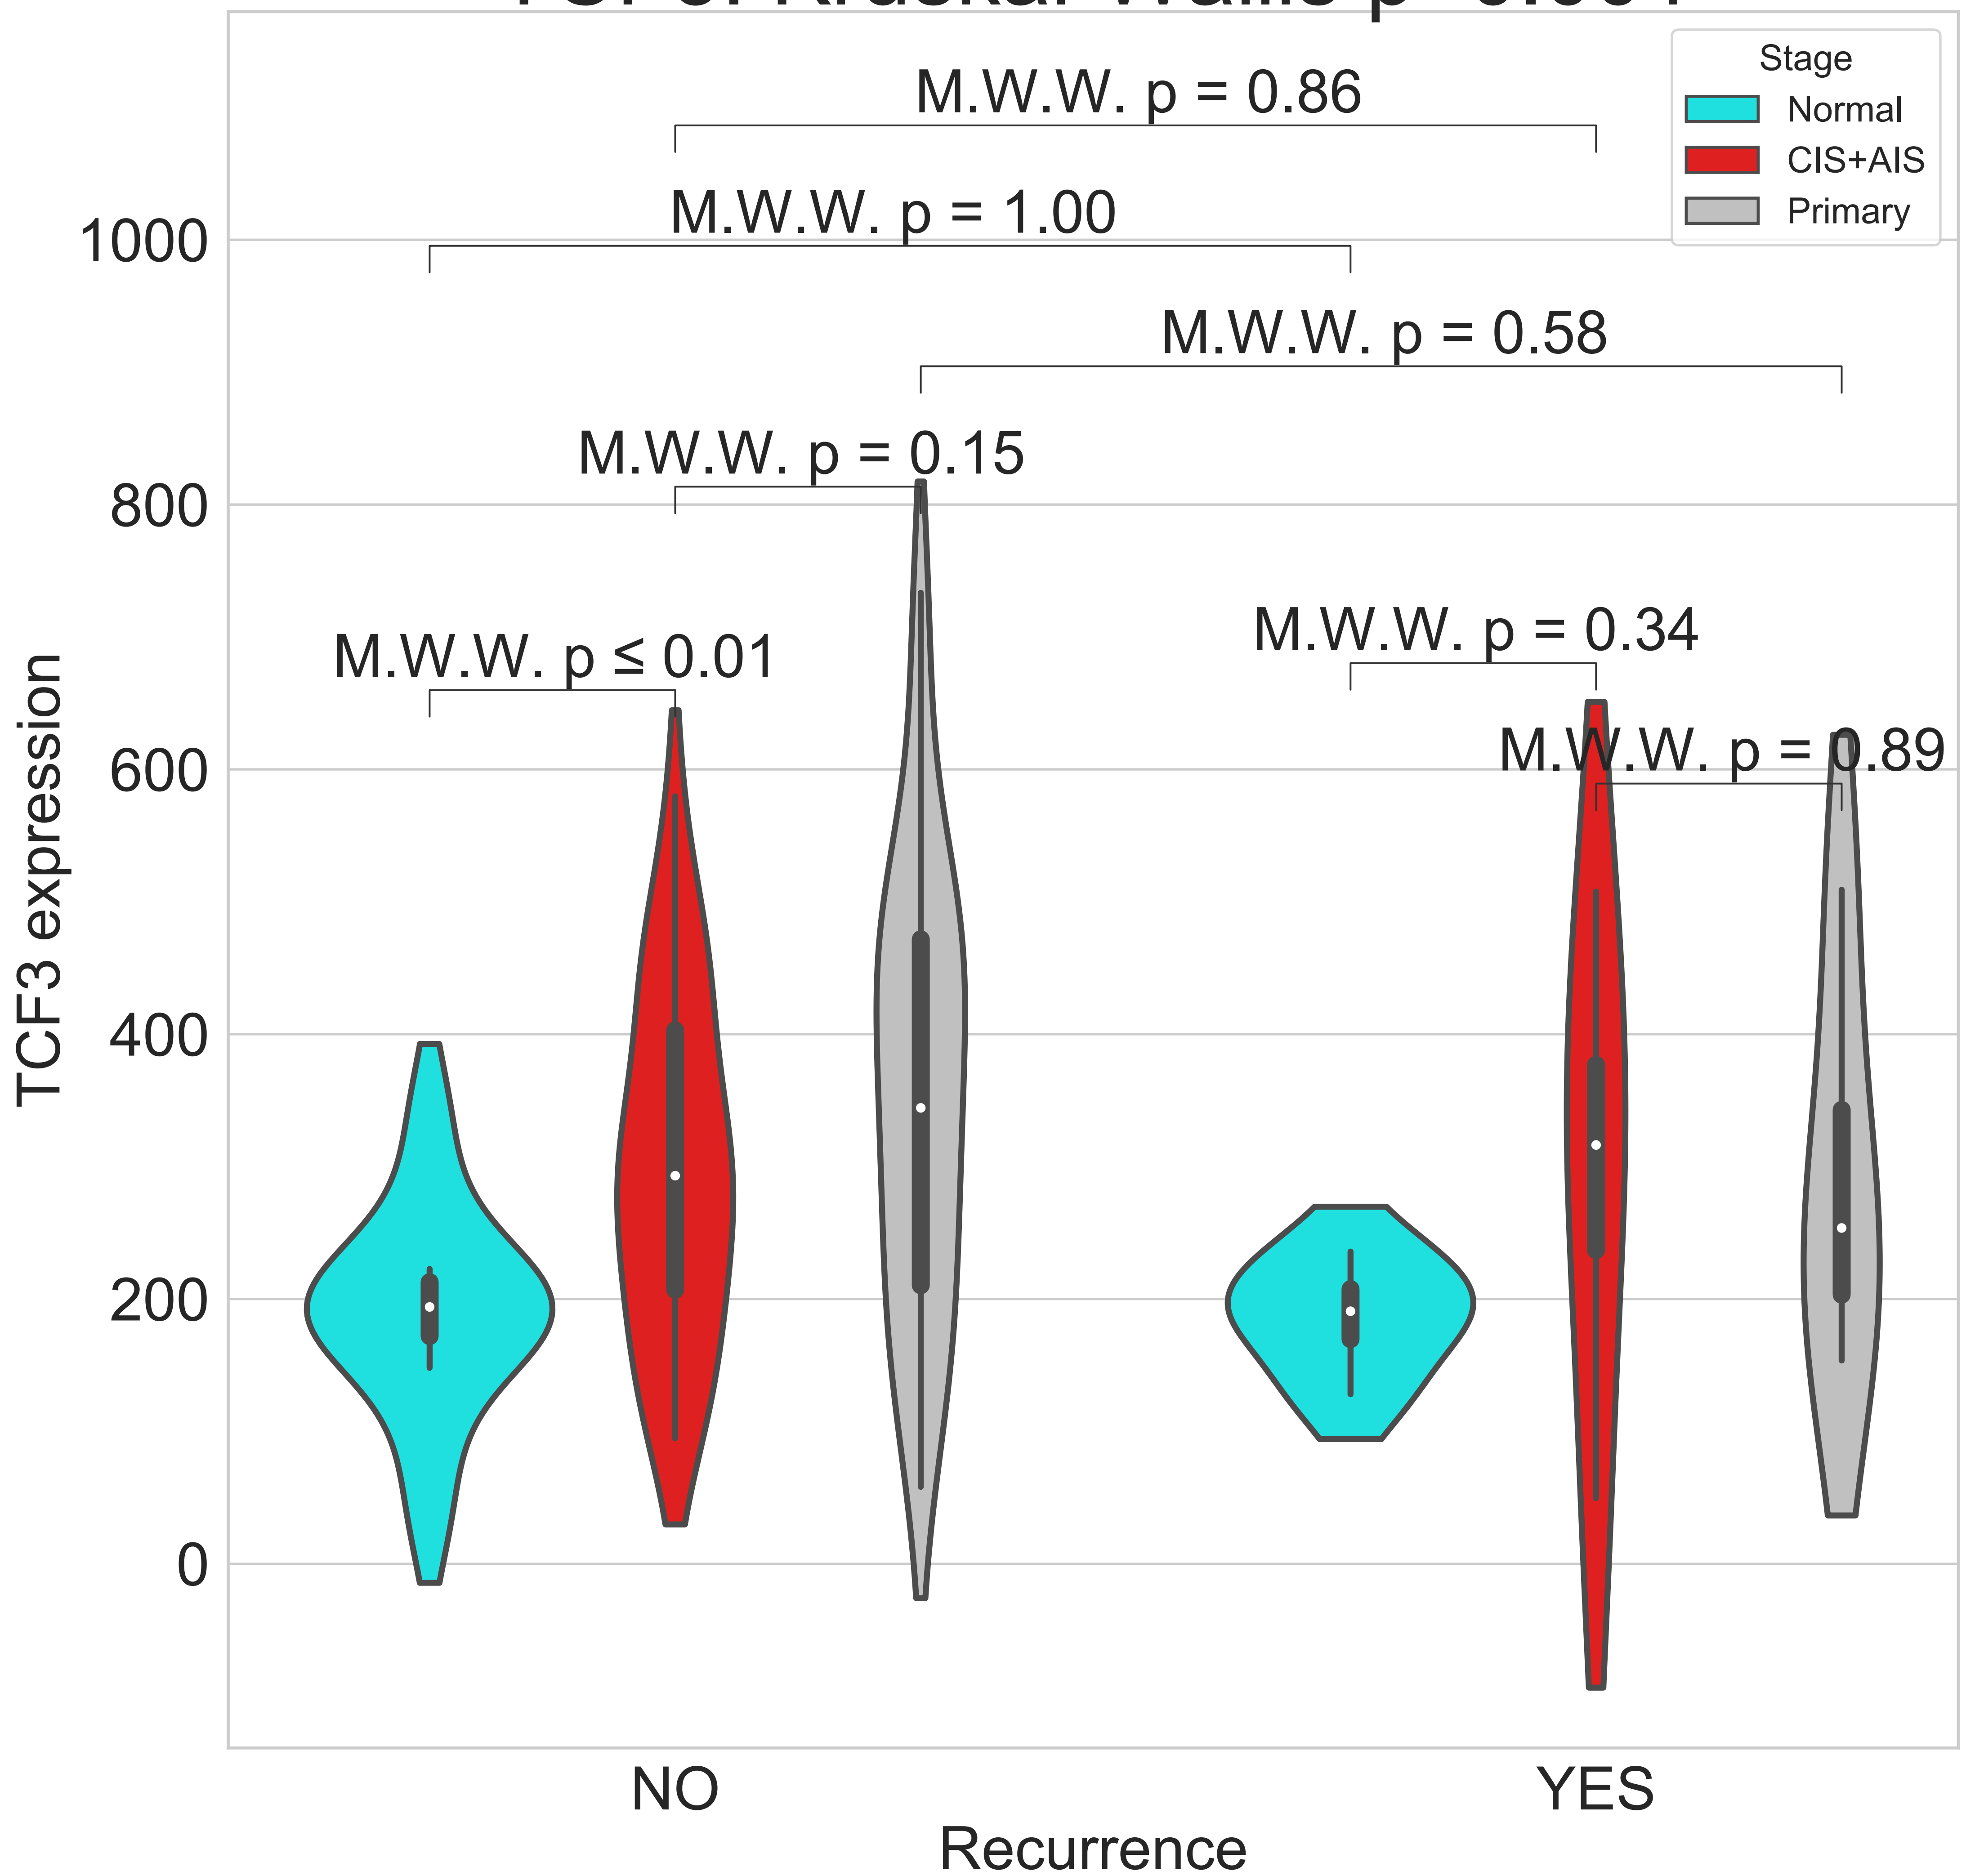 Stage
Normal
CIS+AIS
Primary
M.W.W. p = 0.86
M.W.W. p = 1.00
M.W.W. p = 0.58
M.W.W. p = 0.15
M.W.W. p ≤ 0.01
M.W.W. p = 0.34
M.W.W. p = 0.89
TCF3 expression
1000
800
600
400
200
0
NO
YES
Recurrence